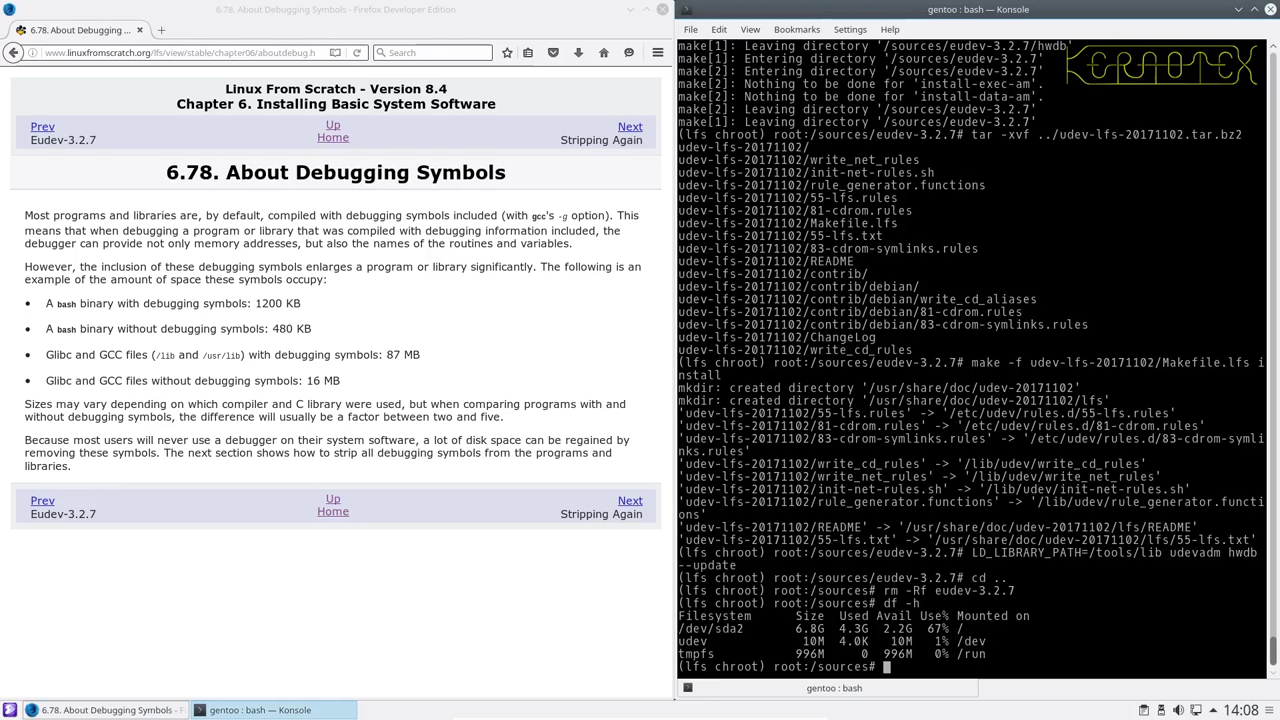 6.78. About Debugging Symbols - Firefox Developer Edition
6.78. About Debugging Symbols
www.linuxfromscratch.org/lfs/view/stable/chapter06/aboutdebug.h
Search
Linux From Scratch - Version 8.4
Chapter 6. Installing Basic System Software
Prev
Up
Next
Eudev-3.2.7
Home
Stripping Again
6.78. About Debugging Symbols
Most programs and libraries are, by default, compiled with debugging symbols included (with gcc's -g option). This
means that when debugging a program or library that was compiled with debugging information included, the
debugger can provide not only memory addresses, but also the names of the routines and variables.
However, the inclusion of these debugging symbols enlarges a program or library significantly. The following is an
example of the amount of space these symbols occupy:
• A bash binary with debugging symbols: 1200 KB
• A bash binary without debugging symbols: 480 KB
• Glibc and GCC files (/lib and /usr/lib) with debugging symbols: 87 MB
• Glibc and GCC files without debugging symbols: 16 MB
Sizes may vary depending on which compiler and C library were used, but when comparing programs with and
without debugging symbols, the difference will usually be a factor between two and five.
Because most users will never use a debugger on their system software, a lot of disk space can be regained by
removing these symbols. The next section shows how to strip all debugging symbols from the programs and
libraries.
Prev
Up
Next
Eudev-3.2.7
Home
Stripping Again
gentoo : bash — Konsole
File Edit View Bookmarks Settings Help
make[1]: Leaving directory '/sources/eudev-3.2.7/hwdb'
make[1]: Entering directory '/sources/eudev-3.2.7'
make[2]: Entering directory '/sources/eudev-3.2.7'
make[2]: Nothing to be done for 'install-exec-am'.
make[2]: Nothing to be done for 'install-data-am'.
make[2]: Leaving directory '/sources/eudev-3.2.7'
make[1]: Leaving directory '/sources/eudev-3.2.7'
(lfs chroot) root:/sources/eudev-3.2.7# tar -xvf ../udev-lfs-20171102.tar.bz2
udev-lfs-20171102/
udev-lfs-20171102/write_net_rules
udev-lfs-20171102/init-net-rules.sh
udev-lfs-20171102/rule_generator.functions
udev-lfs-20171102/55-lfs.rules
udev-lfs-20171102/81-cdrom.rules
udev-lfs-20171102/Makefile.lfs
udev-lfs-20171102/55-lfs.txt
udev-lfs-20171102/83-cdrom-symlinks.rules
udev-lfs-20171102/README
udev-lfs-20171102/contrib/
udev-lfs-20171102/contrib/debian/
udev-lfs-20171102/contrib/debian/write_cd_aliases
udev-lfs-20171102/contrib/debian/81-cdrom.rules
udev-lfs-20171102/contrib/debian/83-cdrom-symlinks.rules
udev-lfs-20171102/ChangeLog
udev-lfs-20171102/write_cd_rules
(lfs chroot) root:/sources/eudev-3.2.7# make -f udev-lfs-20171102/Makefile.lfs i
nstall
mkdir: created directory '/usr/share/doc/udev-20171102'
mkdir: created directory '/usr/share/doc/udev-20171102/lfs'
'udev-lfs-20171102/55-lfs.rules' -> '/etc/udev/rules.d/55-lfs.rules'
'udev-lfs-20171102/81-cdrom.rules' -> '/etc/udev/rules.d/81-cdrom.rules'
'udev-lfs-20171102/83-cdrom-symlinks.rules' -> '/etc/udev/rules.d/83-cdrom-symli
nks.rules'
'udev-lfs-20171102/write_cd_rules' -> '/lib/udev/write_cd_rules'
'udev-lfs-20171102/write_net_rules' -> '/lib/udev/write_net_rules'
'udev-lfs-20171102/init-net-rules.sh' -> '/lib/udev/init-net-rules.sh'
'udev-lfs-20171102/rule_generator.functions' -> '/lib/udev/rule_generator.functi
ons'
'udev-lfs-20171102/README' -> '/usr/share/doc/udev-20171102/lfs/README'
'udev-lfs-20171102/55-lfs.txt' -> '/usr/share/doc/udev-20171102/lfs/55-lfs.txt'
(lfs chroot) root:/sources/eudev-3.2.7# LD_LIBRARY_PATH=/tools/lib udevadm hwdb
--update
(lfs chroot) root:/sources/eudev-3.2.7# cd ..
(lfs chroot) root:/sources# rm -Rf eudev-3.2.7
(lfs chroot) root:/sources# df -h
Filesystem Size Used Avail Use% Mounted on
/dev/sda2 6.8G 4.3G 2.2G 67% /
udev 10M 4.0K 10M 1% /dev
tmpfs 996M 0 996M 0% /run
(lfs chroot) root:/sources#
gentoo : bash
6.78. About Debugging Symbols - F
gentoo : bash — Konsole
14:08